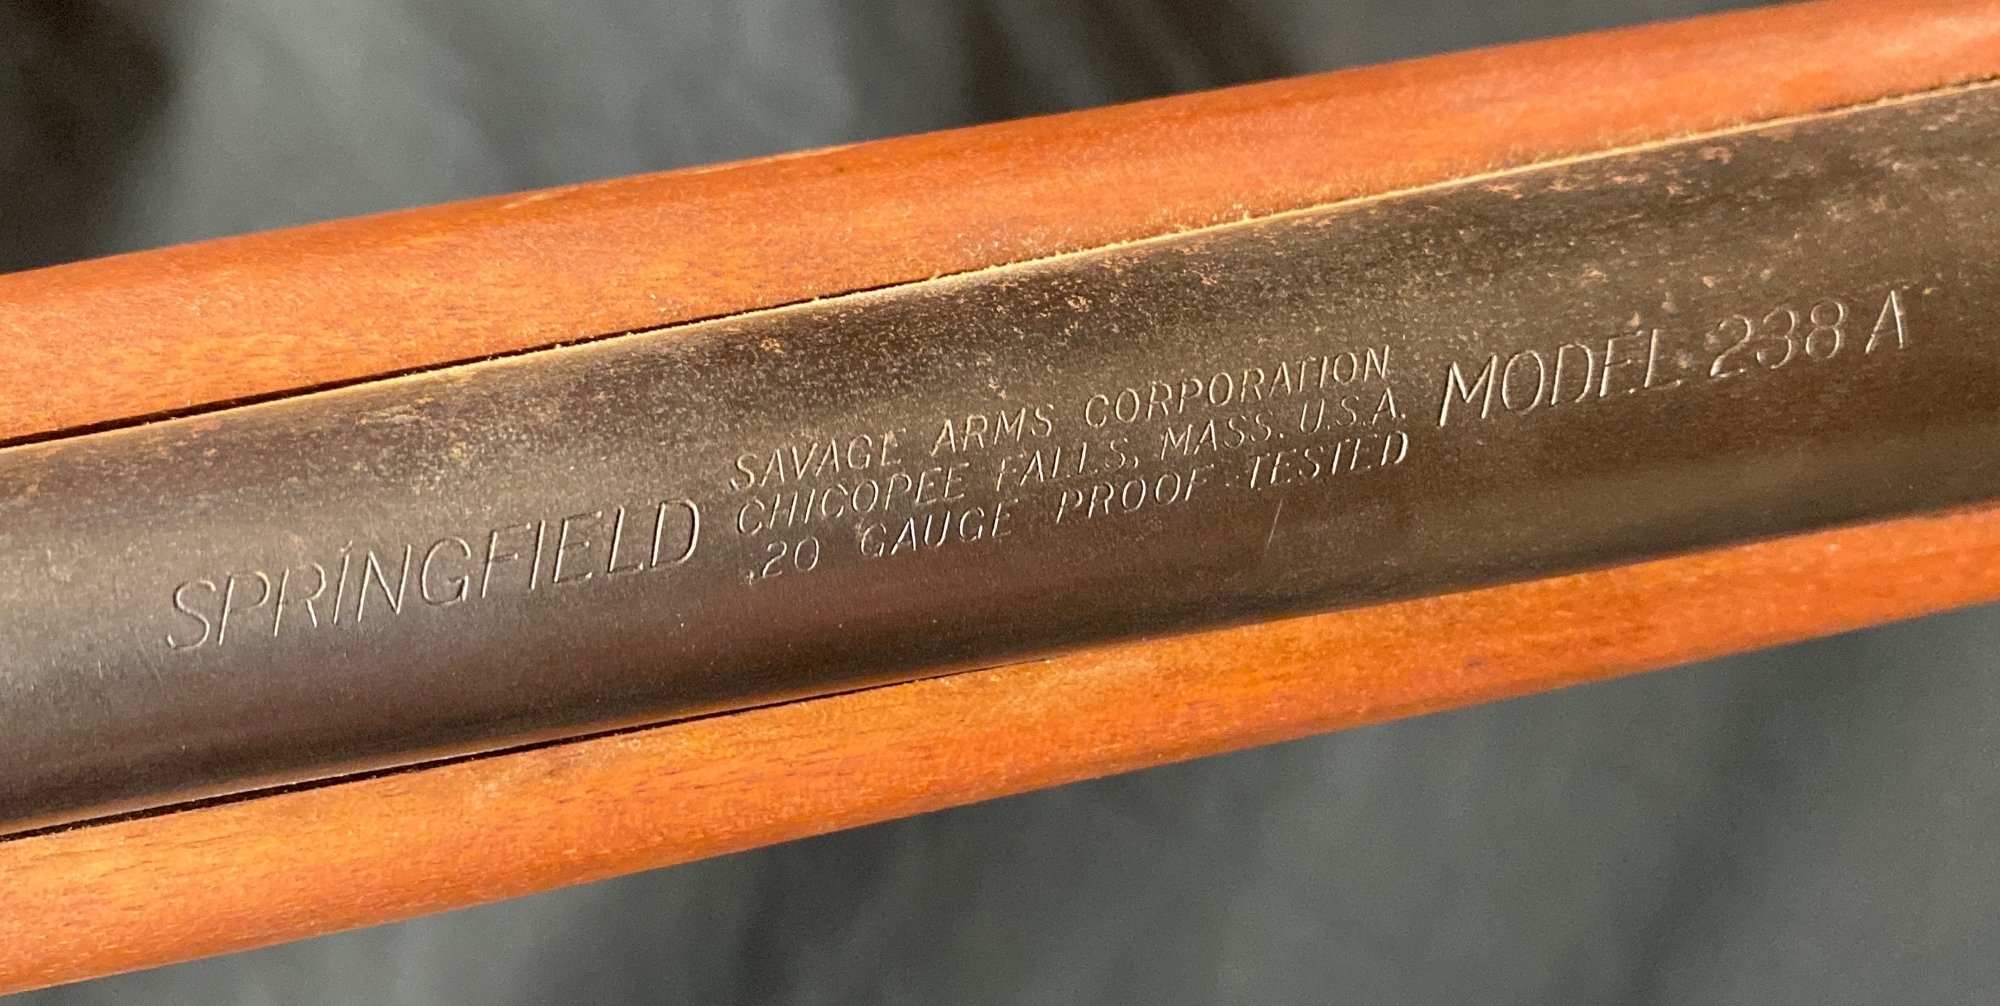 SPRINGFIELD
SAVAGE ARMS CORPORATION
CHICOPEE FALLS, MASS. U.S.A.
.20 GAUGE PROOF TESTED
MODEL 238 A